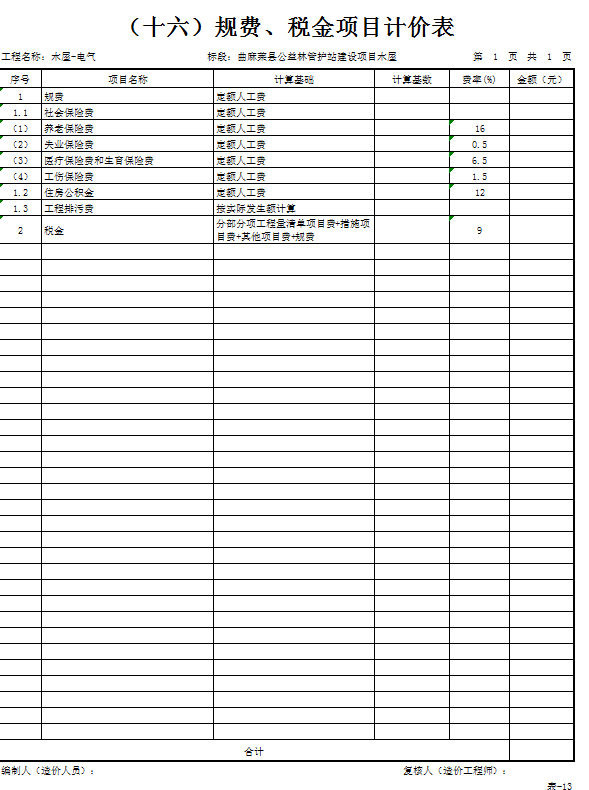 （十六）规费、税金项目计价表
工程名称：水屋-电气 标段：曲麻莱县公益林管护站建设项目水屋 第 1 页 共 1 页
序号 项目名称 计算基础 计算基数 费率(%) 金额（元）
1 规费 定额人工费
1.1 社会保险费 定额人工费
（1） 养老保险费 定额人工费 16
（2） 失业保险费 定额人工费 0.5
（3） 医疗保险费和生育保险费 定额人工费 6.5
（4） 工伤保险费 定额人工费 1.5
1.2 住房公积金 定额人工费 12
1.3 工程排污费 按实际发生额计算
2 税金 分部分项工程量清单项目费+措施项 9
目费+其他项目费+规费
合计
编制人（造价人员）： 复核人（造价工程师）：
表-13